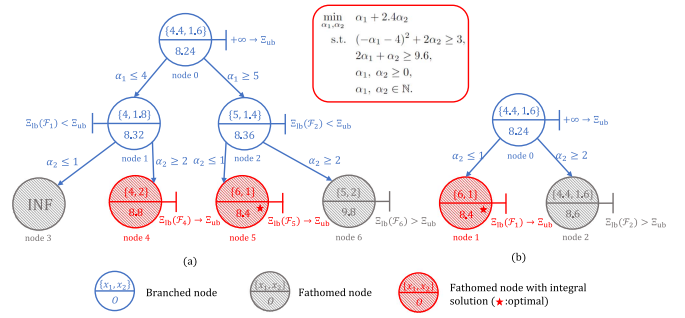 min α₁ + 2.4α₂
α₁,α₂
s.t. (-α₁ - 4)² + 2α₂ ≥ 3,
2α₁ + α₂ ≥ 9.6,
α₁, α₂ ≥ 0,
α₁, α₂ ∈ ℕ.
{4.4, 1.6}
8.24
+∞ → Ξub
node 0
α₁ ≤ 4
α₁ ≥ 5
Ξlb(ℱ₁) < Ξub
{4, 1.8}
8.32
node 1
{5, 1.4}
8.36
node 2
Ξlb(ℱ₂) < Ξub
α₂ ≤ 1
α₂ ≥ 2
α₂ ≤ 1
α₂ ≥ 2
INF
node 3
{4, 2}
8.8
node 4
Ξlb(ℱ₄) → Ξub
{6, 1}
8.4 ★
node 5
Ξlb(ℱ₅) → Ξub
{5, 2}
9.8
node 6
Ξlb(ℱ₆) > Ξub
(a)
{4.4, 1.6}
8.24
+∞ → Ξub
node 0
α₂ ≤ 1
α₂ ≥ 2
{6, 1}
8.4 ★
node 1
Ξlb(ℱ₁) → Ξub
{4.4, 1.6}
8.6
node 2
Ξlb(ℱ₂) > Ξub
(b)
{x₁, x₂}
O
Branched node
{x₁, x₂}
O
Fathomed node
{x₁, x₂}
O
Fathomed node with integral
solution (★:optimal)